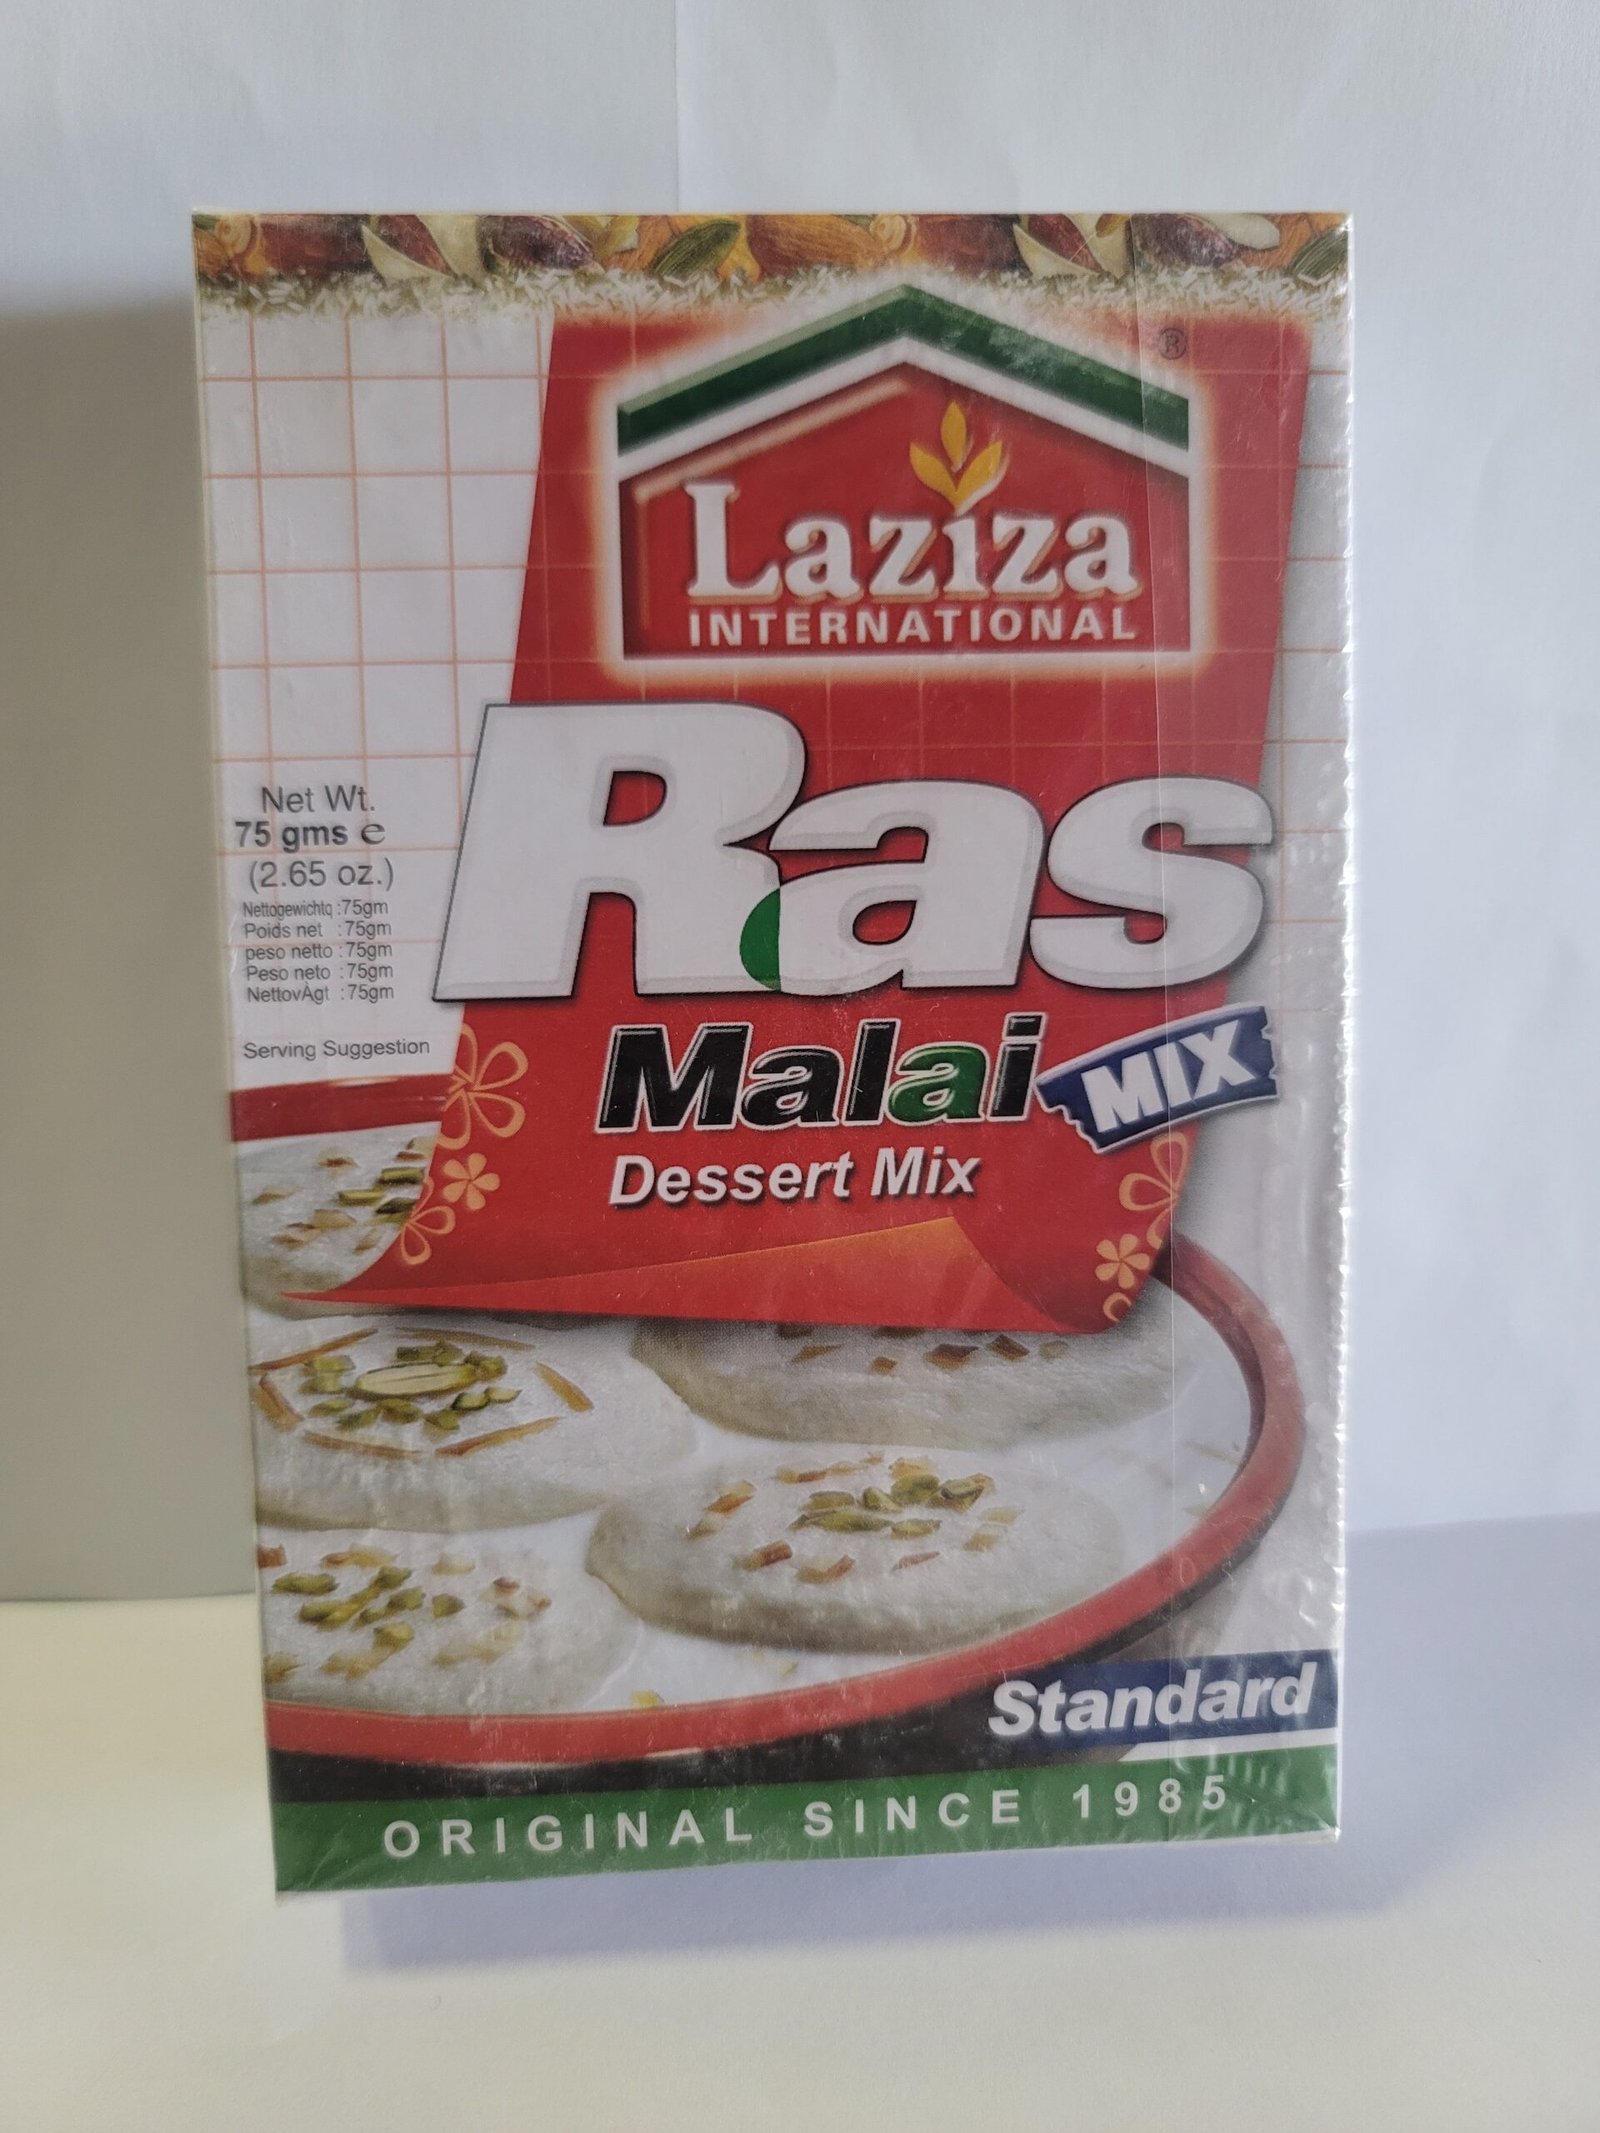 ®
Laziza
INTERNATIONAL
Ras
Malai MIX
Dessert Mix
Net Wt.
75 gms ℮
(2.65 oz.)
Nettogewichtq :75gm
Poids net :75gm
peso netto :75gm
Peso neto :75gm
NettovAgt :75gm
Serving Suggestion
Standard
ORIGINAL SINCE 1985